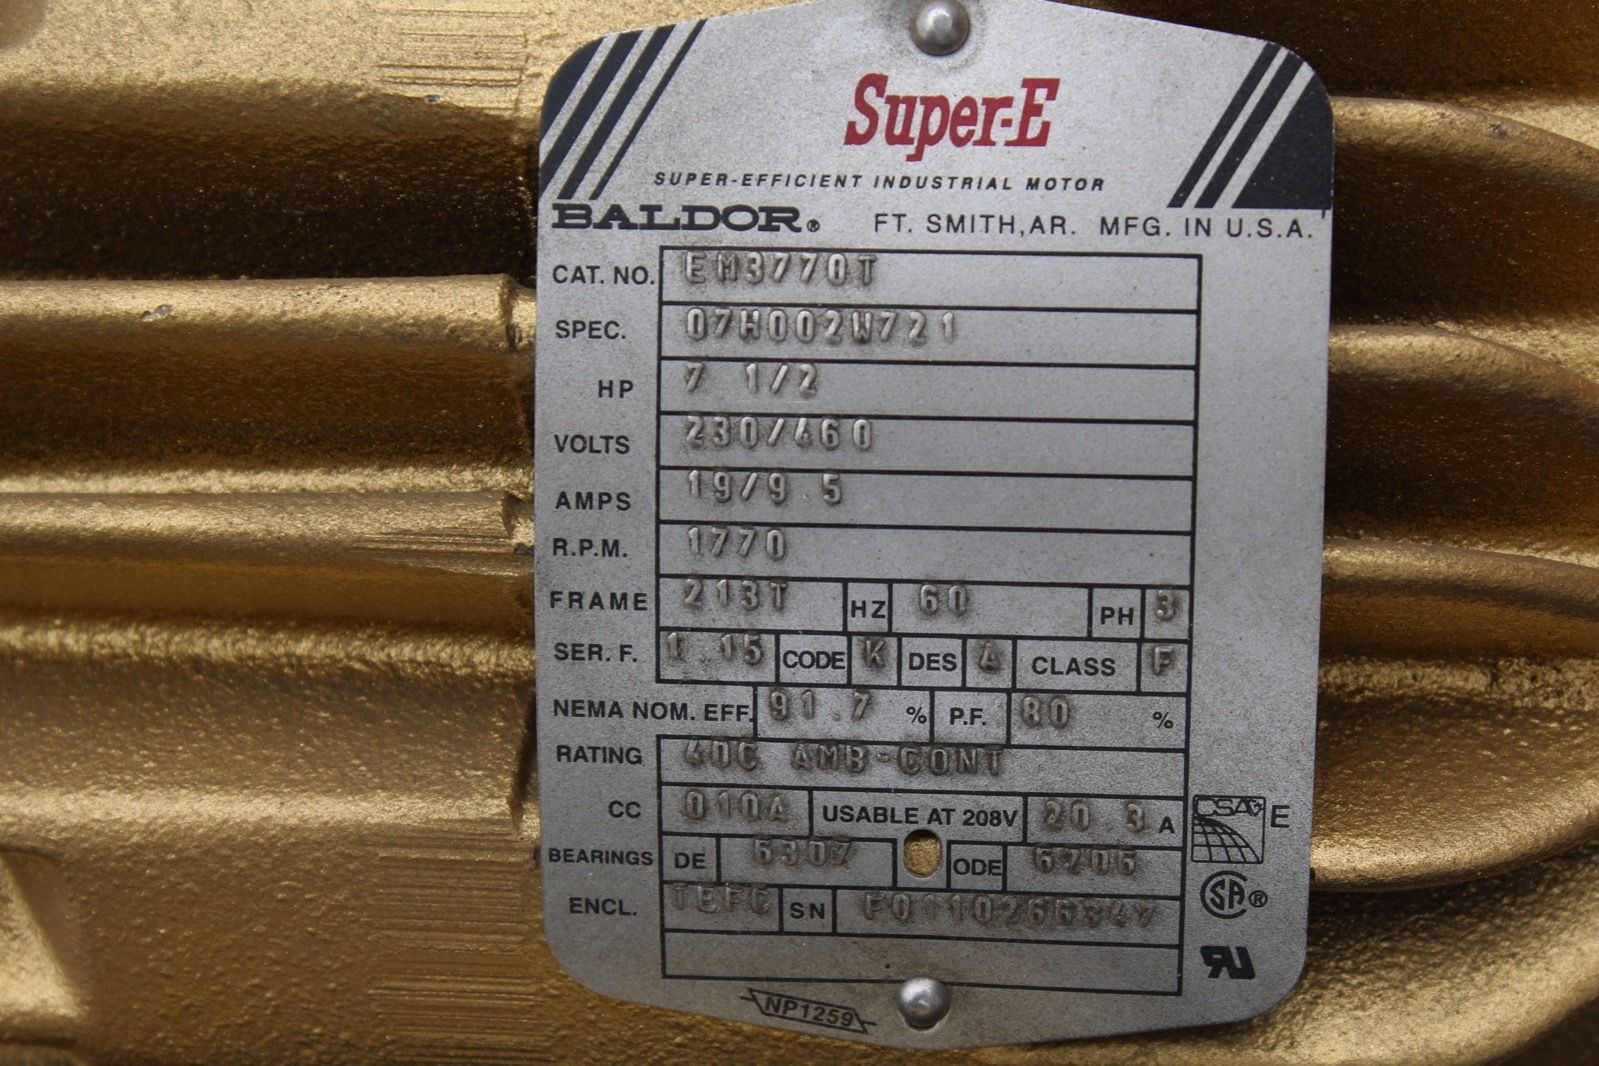 Super-E
SUPER-EFFICIENT INDUSTRIAL MOTOR
BALDOR® FT. SMITH, AR. MFG. IN U.S.A.
CAT. NO. EM3770T
SPEC. 07H002W721
HP 7 1/2
VOLTS 230/460
AMPS 19/9.5
R.P.M. 1770
FRAME 213T HZ 60 PH 3
SER. F. 1.15 CODE K DES A CLASS F
NEMA NOM. EFF. 91.7 % P.F. 80 %
RATING 40C AMB-CONT
CC 010A USABLE AT 208V 20.3 A
BEARINGS DE 6307 ODE 6206
ENCL. TEFC SN F0110266347
CSA E
SA ®
RU
NP1259